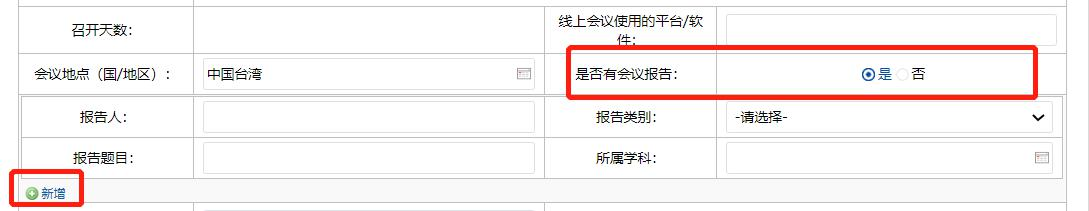 召开天数：
线上会议使用的平台/软
件：
会议地点（国/地区）：
中国台湾
是否有会议报告：
是 否
报告人：
报告类别：
-请选择-
报告题目：
所属学科：
新增